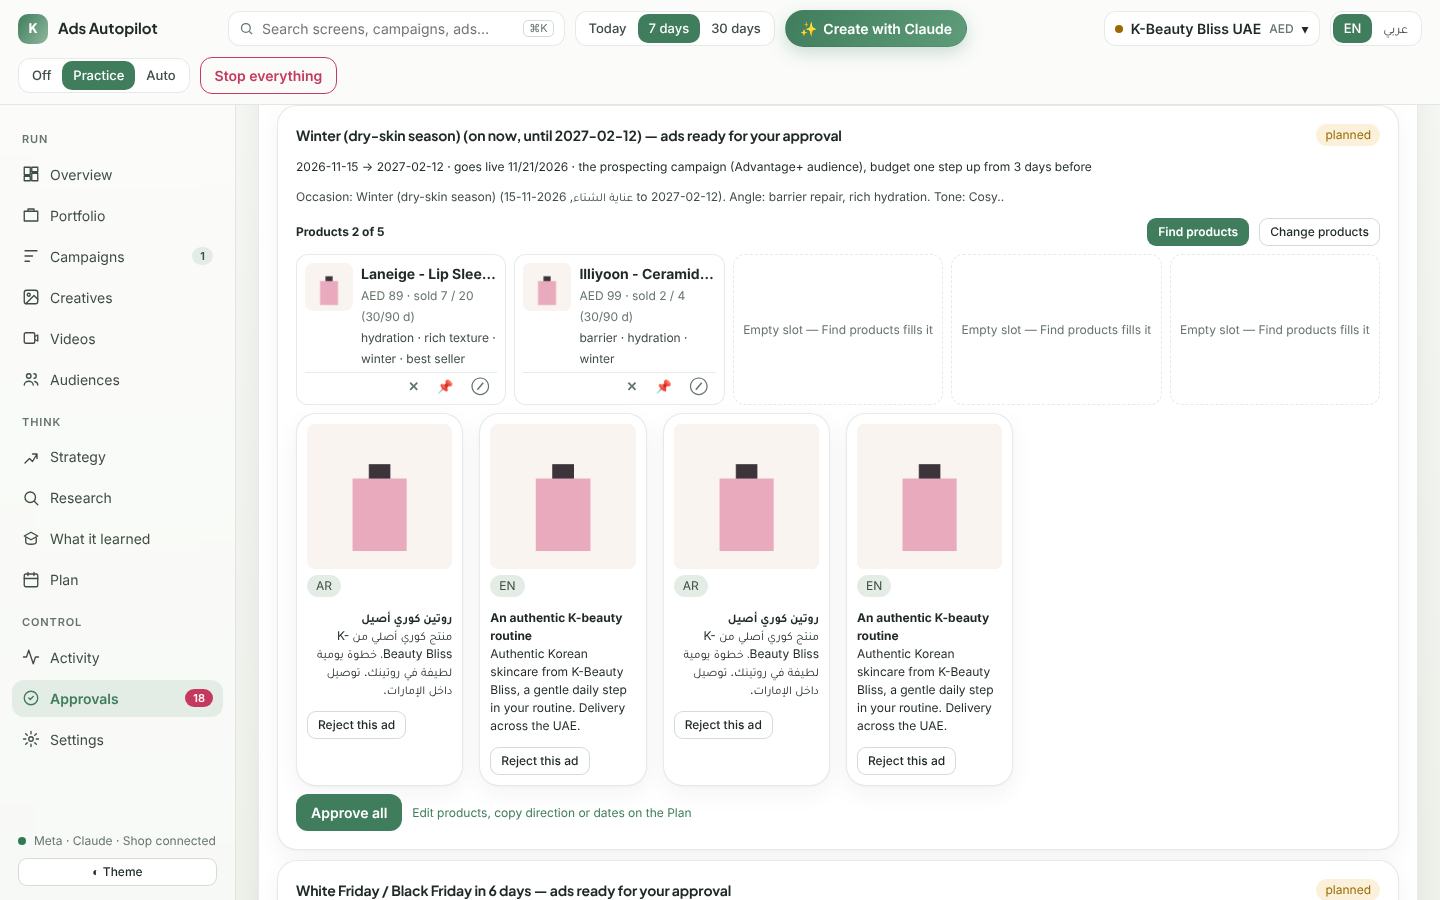 K
Ads Autopilot
Search screens, campaigns, ads...
⌘K
Today
7 days
30 days
✨ Create with Claude
K-Beauty Bliss UAE AED ▾
EN
عربي
Off
Practice
Auto
Stop everything
RUN
Overview
Portfolio
Campaigns
1
Creatives
Videos
Audiences
THINK
Strategy
Research
What it learned
Plan
CONTROL
Activity
Approvals
18
Settings
Meta · Claude · Shop connected
Theme
Winter (dry-skin season) (on now, until 2027-02-12) — ads ready for your approval
planned
2026-11-15 → 2027-02-12 · goes live 11/21/2026 · the prospecting campaign (Advantage+ audience), budget one step up from 3 days before
Occasion: Winter (dry-skin season) (عناية الشتاء, 2026-11-15 to 2027-02-12). Angle: barrier repair, rich hydration. Tone: Cosy..
Products 2 of 5
Find products
Change products
Laneige - Lip Slee...
AED 89 · sold 7 / 20
(30/90 d)
hydration · rich texture ·
winter · best seller
Illiyoon - Ceramid...
AED 99 · sold 2 / 4
(30/90 d)
barrier · hydration ·
winter
Empty slot — Find products fills it
Empty slot — Find products fills it
Empty slot — Find products fills it
AR
روتين كوري أصيل
منتج كوري أصلي من K-
Beauty Bliss. خطوة يومية
لطيفة في روتينك. توصيل
داخل الإمارات.
Reject this ad
EN
An authentic K-beauty
routine
Authentic Korean
skincare from K-Beauty
Bliss, a gentle daily step
in your routine. Delivery
across the UAE.
Reject this ad
AR
روتين كوري أصيل
منتج كوري أصلي من K-
Beauty Bliss. خطوة يومية
لطيفة في روتينك. توصيل
داخل الإمارات.
Reject this ad
EN
An authentic K-beauty
routine
Authentic Korean
skincare from K-Beauty
Bliss, a gentle daily step
in your routine. Delivery
across the UAE.
Reject this ad
Approve all
Edit products, copy direction or dates on the Plan
White Friday / Black Friday in 6 days — ads ready for your approval
planned